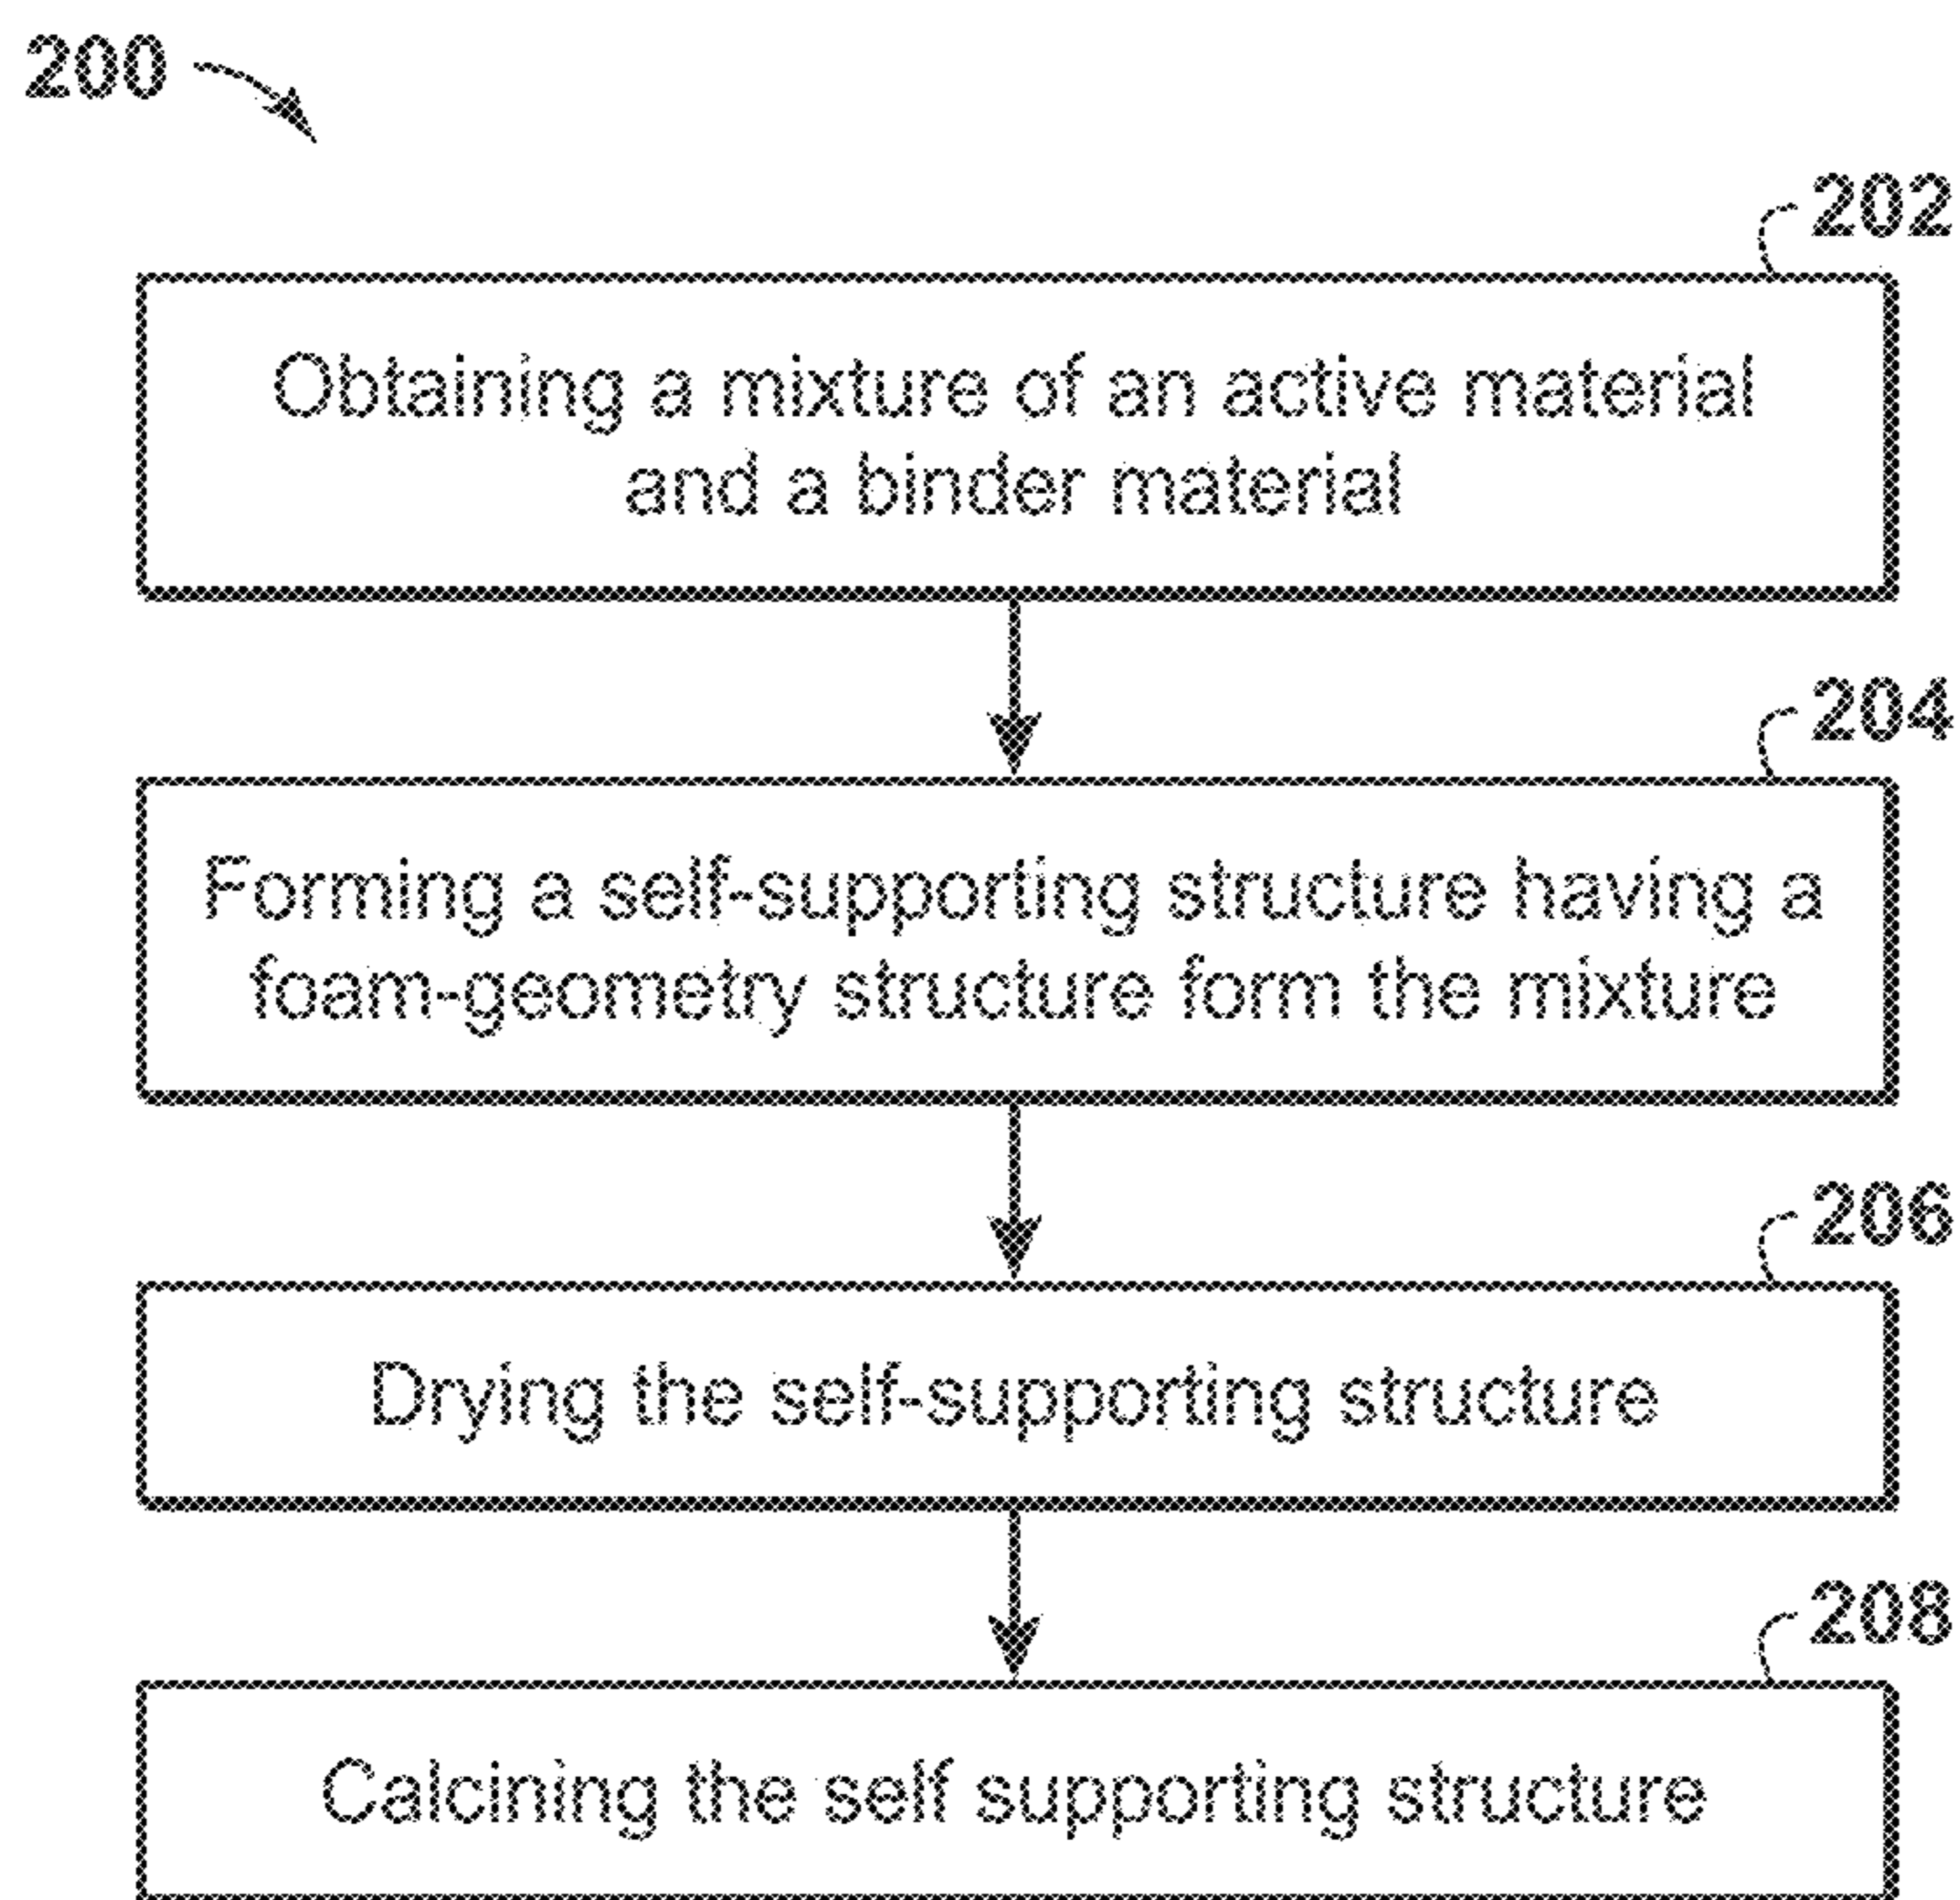 200
202
Obtaining a mixture of an active material
and a binder material
204
Forming a self-supporting structure having a
foam-geometry structure form the mixture
206
Drying the self-supporting structure
208
Calcining the self supporting structure